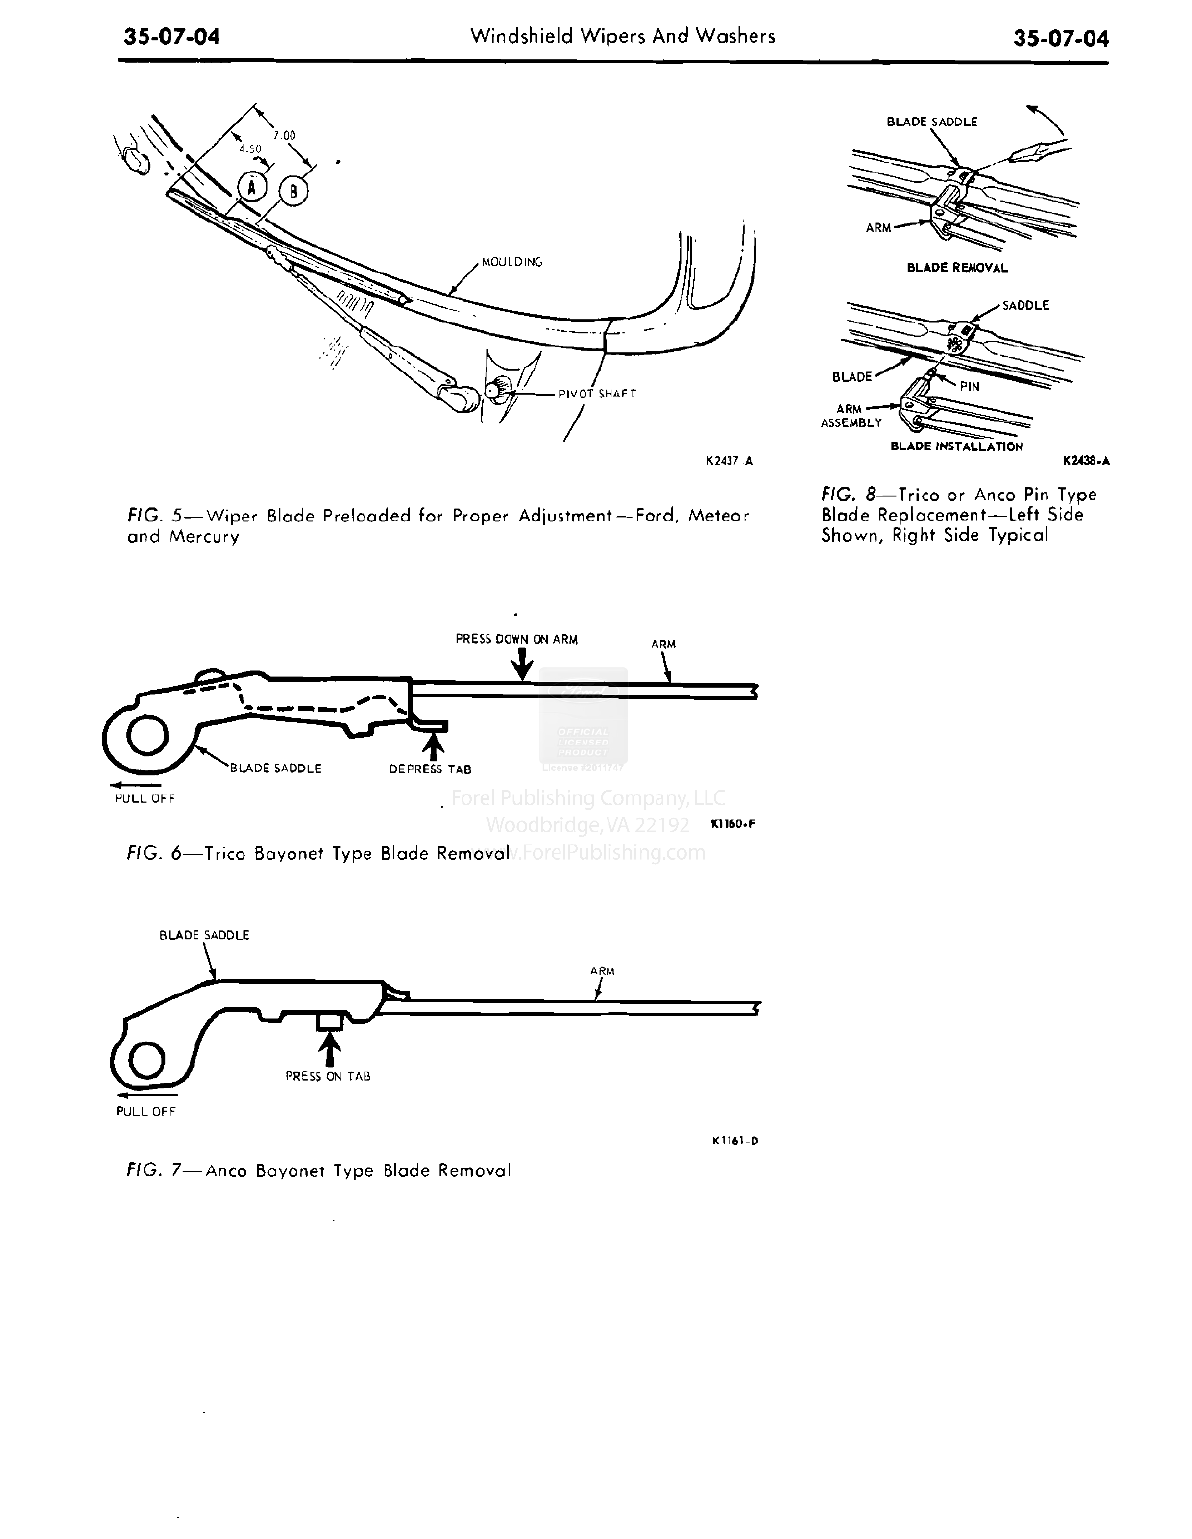 35-07-04
Windshield Wipers And Washers
35-07-04
7.00
4.50
A
B
MOULDING
PIVOT SHAFT
K2437-A
FIG. 5—Wiper Blade Preloaded for Proper Adjustment—Ford, Meteor
and Mercury
BLADE SADDLE
ARM
BLADE REMOVAL
SADDLE
BLADE
PIN
ARM
ASSEMBLY
BLADE INSTALLATION
K2438-A
FIG. 8—Trico or Anco Pin Type
Blade Replacement—Left Side
Shown, Right Side Typical
PRESS DOWN ON ARM
ARM
BLADE SADDLE
DEPRESS TAB
PULL OFF
K1160-F
FIG. 6—Trico Bayonet Type Blade Removal
OFFICIAL
LICENSED
PRODUCT
Forel Publishing Company, LLC
Woodbridge, VA 22192
www.ForelPublishing.com
BLADE SADDLE
ARM
PRESS ON TAB
PULL OFF
K1161-D
FIG. 7—Anco Bayonet Type Blade Removal